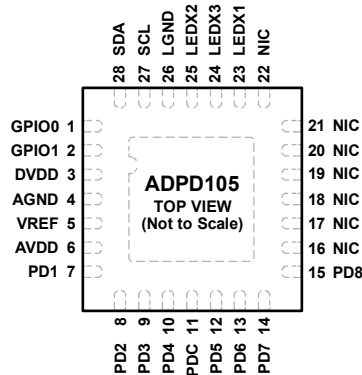 28 SDA
27 SCL
26 LGND
25 LEDX2
24 LEDX3
23 LEDX1
22 NIC
GPIO0 1
GPIO1 2
DVDD 3
AGND 4
VREF 5
AVDD 6
PD1 7
ADPD105
TOP VIEW
(Not to Scale)
21 NIC
20 NIC
19 NIC
18 NIC
17 NIC
16 NIC
15 PD8
PD2 8
PD3 9
PD4 10
PDC 11
PD5 12
PD6 13
PD7 14